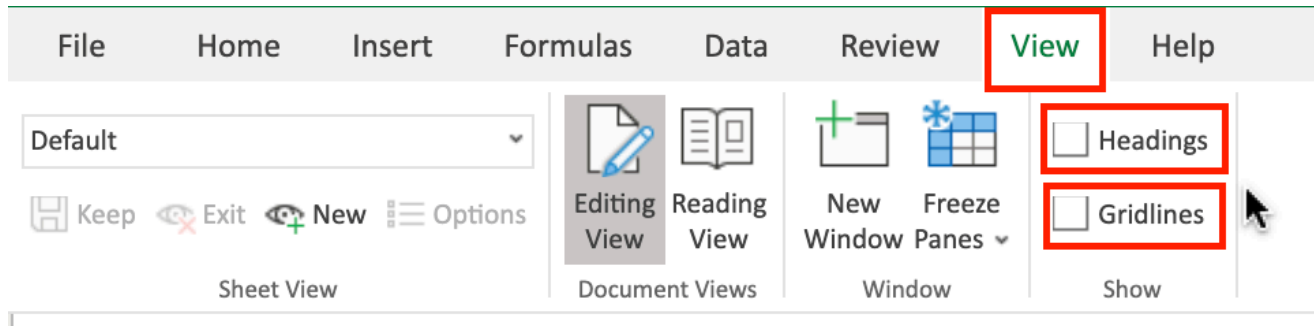 File Home Insert Formulas Data Review View Help
Default
Keep Exit New Options
Sheet View
Editing View
Reading View
Document Views
New Window
Freeze Panes
Window
Headings
Gridlines
Show